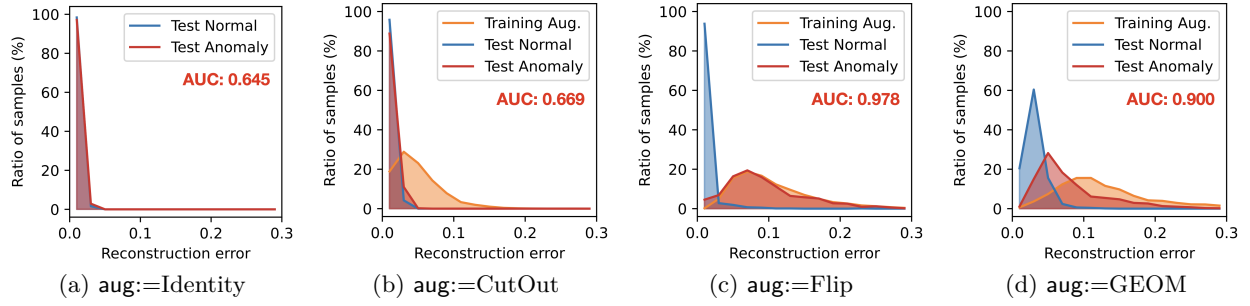 100
80
60
40
20
0
0.0
0.1
0.2
0.3
Ratio of samples (%)
Reconstruction error
Test Normal
Test Anomaly
AUC: 0.645
(a) aug:=Identity
100
80
60
40
20
0
0.0
0.1
0.2
0.3
Ratio of samples (%)
Reconstruction error
Training Aug.
Test Normal
Test Anomaly
AUC: 0.669
(b) aug:=CutOut
100
80
60
40
20
0
0.0
0.1
0.2
0.3
Ratio of samples (%)
Reconstruction error
Training Aug.
Test Normal
Test Anomaly
AUC: 0.978
(c) aug:=Flip
100
80
60
40
20
0
0.0
0.1
0.2
0.3
Ratio of samples (%)
Reconstruction error
Training Aug.
Test Normal
Test Anomaly
AUC: 0.900
(d) aug:=GEOM